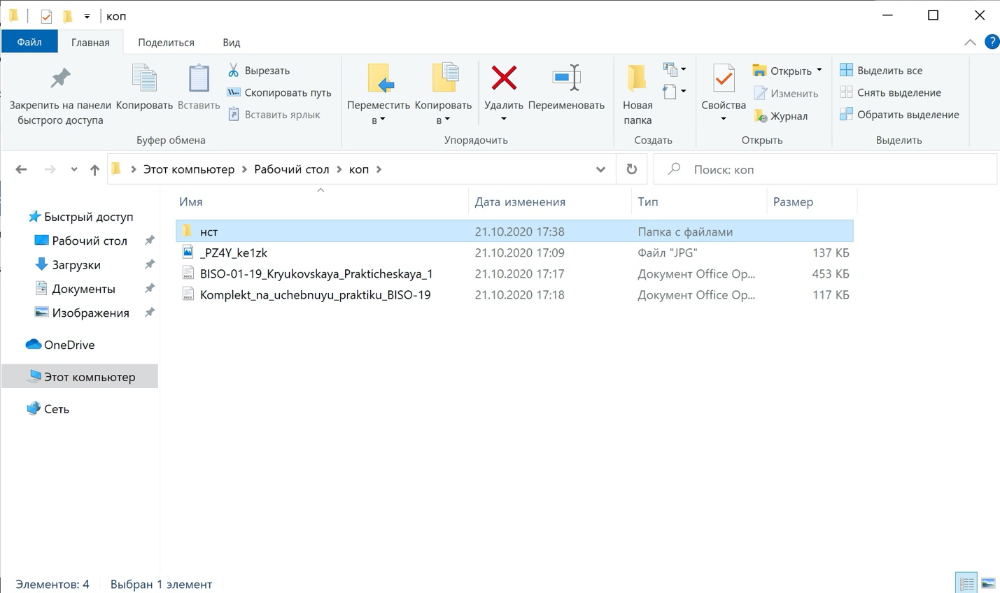 коп
Файл Главная Поделиться Вид
?
Закрепить на панели быстрого доступа
Копировать
Вставить
Вырезать
Скопировать путь
Вставить ярлык
Буфер обмена
Переместить в
Копировать в
Удалить
Переименовать
Упорядочить
Новая папка
Создать
Свойства
Открыть
Изменить
Журнал
Открыть
Выделить все
Снять выделение
Обратить выделение
Выделить
Этот компьютер Рабочий стол коп
Поиск: коп
Имя Дата изменения Тип Размер
нст 21.10.2020 17:38 Папка с файлами
_PZ4Y_ke1zk 21.10.2020 17:09 Файл "JPG" 137 КБ
BISO-01-19_Kryukovskaya_Prakticheskaya_1 21.10.2020 17:17 Документ Office Op... 453 КБ
Komplekt_na_uchebnuyu_praktiku_BISO-19 21.10.2020 17:18 Документ Office Op... 117 КБ
Быстрый доступ
Рабочий стол
Загрузки
Документы
Изображения
OneDrive
Этот компьютер
Сеть
Элементов: 4 Выбран 1 элемент